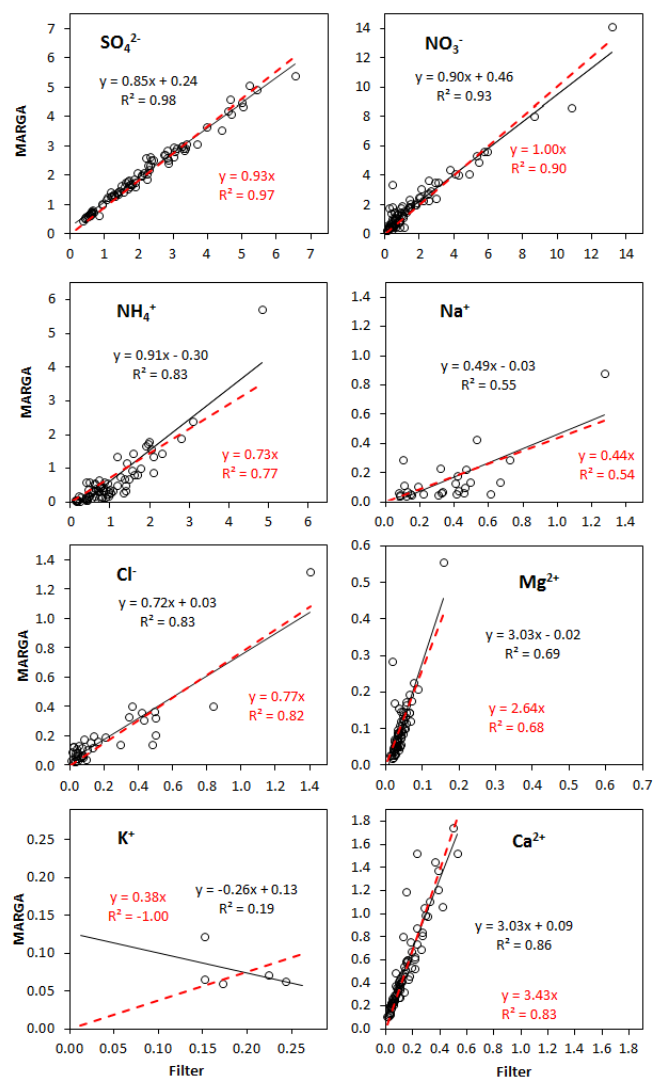 SO₄²⁻
y = 0.85x + 0.24
R² = 0.98
y = 0.93x
R² = 0.97
MARGA
7
6
5
4
3
2
1
0
0 1 2 3 4 5 6 7
NO₃⁻
y = 0.90x + 0.46
R² = 0.93
y = 1.00x
R² = 0.90
14
12
10
8
6
4
2
0
0 2 4 6 8 10 12 14
NH₄⁺
y = 0.91x - 0.30
R² = 0.83
y = 0.73x
R² = 0.77
MARGA
6
5
4
3
2
1
0
0 1 2 3 4 5 6
Na⁺
y = 0.49x - 0.03
R² = 0.55
y = 0.44x
R² = 0.54
1.4
1.2
1.0
0.8
0.6
0.4
0.2
0.0
0.0 0.2 0.4 0.6 0.8 1.0 1.2 1.4
Cl⁻
y = 0.72x + 0.03
R² = 0.83
y = 0.77x
R² = 0.82
MARGA
1.4
1.2
1.0
0.8
0.6
0.4
0.2
0.0
0.0 0.2 0.4 0.6 0.8 1.0 1.2 1.4
Mg²⁺
y = 3.03x - 0.02
R² = 0.69
y = 2.64x
R² = 0.68
0.6
0.5
0.4
0.3
0.2
0.1
0.0
0.0 0.1 0.2 0.3 0.4 0.5 0.6 0.7
K⁺
y = 0.38x
R² = -1.00
y = -0.26x + 0.13
R² = 0.19
MARGA
0.25
0.20
0.15
0.10
0.05
0.00
0.00 0.05 0.10 0.15 0.20 0.25
Filter
Ca²⁺
y = 3.03x + 0.09
R² = 0.86
y = 3.43x
R² = 0.83
1.8
1.6
1.4
1.2
1.0
0.8
0.6
0.4
0.2
0.0
0.0 0.2 0.4 0.6 0.8 1.0 1.2 1.4 1.6 1.8
Filter